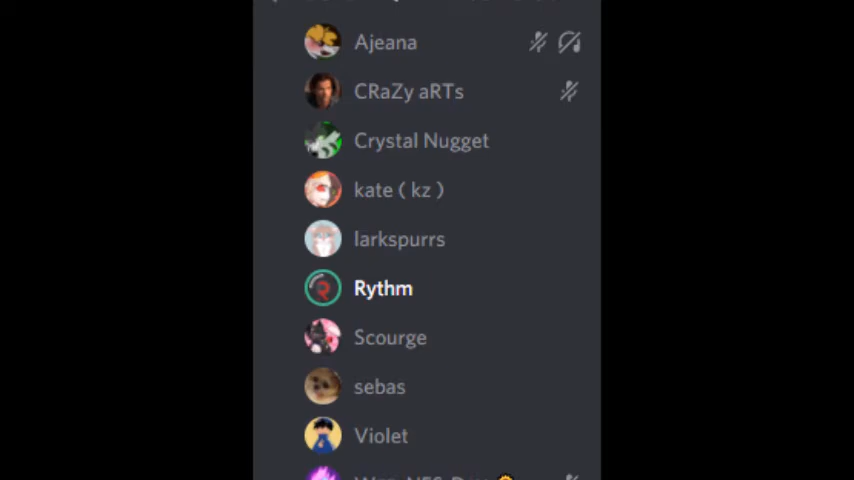 Ajeana
CRaZy aRTs
Crystal Nugget
kate ( kz )
larkspurrs
Rythm
Scourge
sebas
Violet